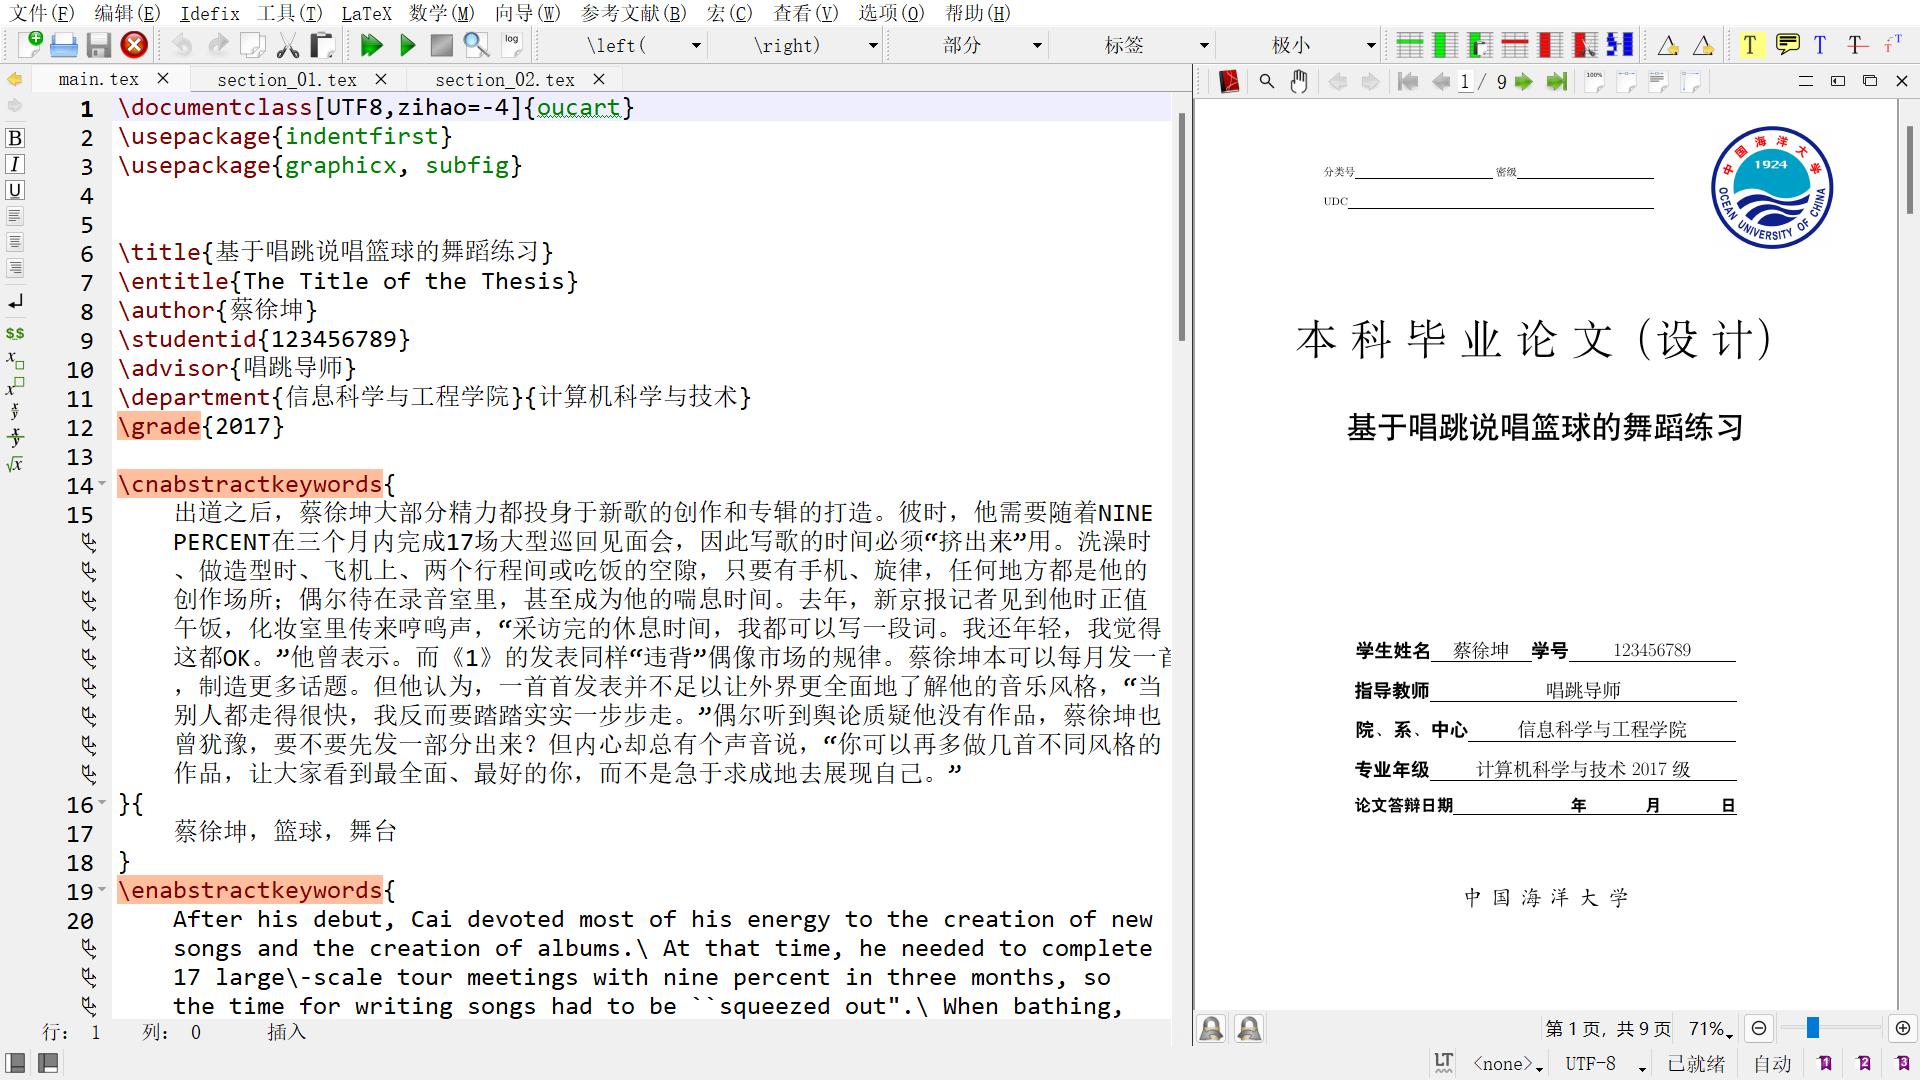 文件(F) 编辑(E) Idefix 工具(T) LaTeX 数学(M) 向导(W) 参考文献(B) 宏(C) 查看(V) 选项(O) 帮助(H)
log \left( \right) 部分 标签 极小
main.tex section_01.tex section_02.tex
1 / 9
1 \documentclass[UTF8,zihao=-4]{oucart}
2 \usepackage{indentfirst}
3 \usepackage{graphicx, subfig}
4
5
6 \title{基于唱跳说唱篮球的舞蹈练习}
7 \entitle{The Title of the Thesis}
8 \author{蔡徐坤}
9 \studentid{123456789}
10 \advisor{唱跳导师}
11 \department{信息科学与工程学院}{计算机科学与技术}
12 \grade{2017}
13
14 \cnabstractkeywords{
15 出道之后，蔡徐坤大部分精力都投身于新歌的创作和专辑的打造。彼时，他需要随着NINE
PERCENT在三个月内完成17场大型巡回见面会，因此写歌的时间必须“挤出来”用。洗澡时
、做造型时、飞机上、两个行程间或吃饭的空隙，只要有手机、旋律，任何地方都是他的
创作场所；偶尔待在录音室里，甚至成为他的喘息时间。去年，新京报记者见到他时正值
午饭，化妆室里传来哼鸣声，“采访完的休息时间，我都可以写一段词。我还年轻，我觉得
这都OK。”他曾表示。而《1》的发表同样“违背”偶像市场的规律。蔡徐坤本可以每月发一首
，制造更多话题。但他认为，一首首发表并不足以让外界更全面地了解他的音乐风格，“当
别人都走得很快，我反而要踏踏实实一步步走。”偶尔听到舆论质疑他没有作品，蔡徐坤也
曾犹豫，要不要先发一部分出来？但内心却总有个声音说，“你可以再多做几首不同风格的
作品，让大家看到最全面、最好的你，而不是急于求成地去展现自己。”
16 }{
17 蔡徐坤，篮球，舞台
18 }
19 \enabstractkeywords{
20 After his debut, Cai devoted most of his energy to the creation of new
songs and the creation of albums.\ At that time, he needed to complete
17 large\-scale tour meetings with nine percent in three months, so
the time for writing songs had to be ``squeezed out".\ When bathing,
行： 1 列： 0 插入
分类号 密级
UDC
中国海洋大学
1924
OCEAN UNIVERSITY OF CHINA
本科毕业论文（设计）
基于唱跳说唱篮球的舞蹈练习
学生姓名 蔡徐坤 学号 123456789
指导教师 唱跳导师
院、系、中心 信息科学与工程学院
专业年级 计算机科学与技术 2017 级
论文答辩日期 年 月 日
中国海洋大学
第 1 页，共 9 页 71%
LT <none> UTF-8 已就绪 自动 1 2 3